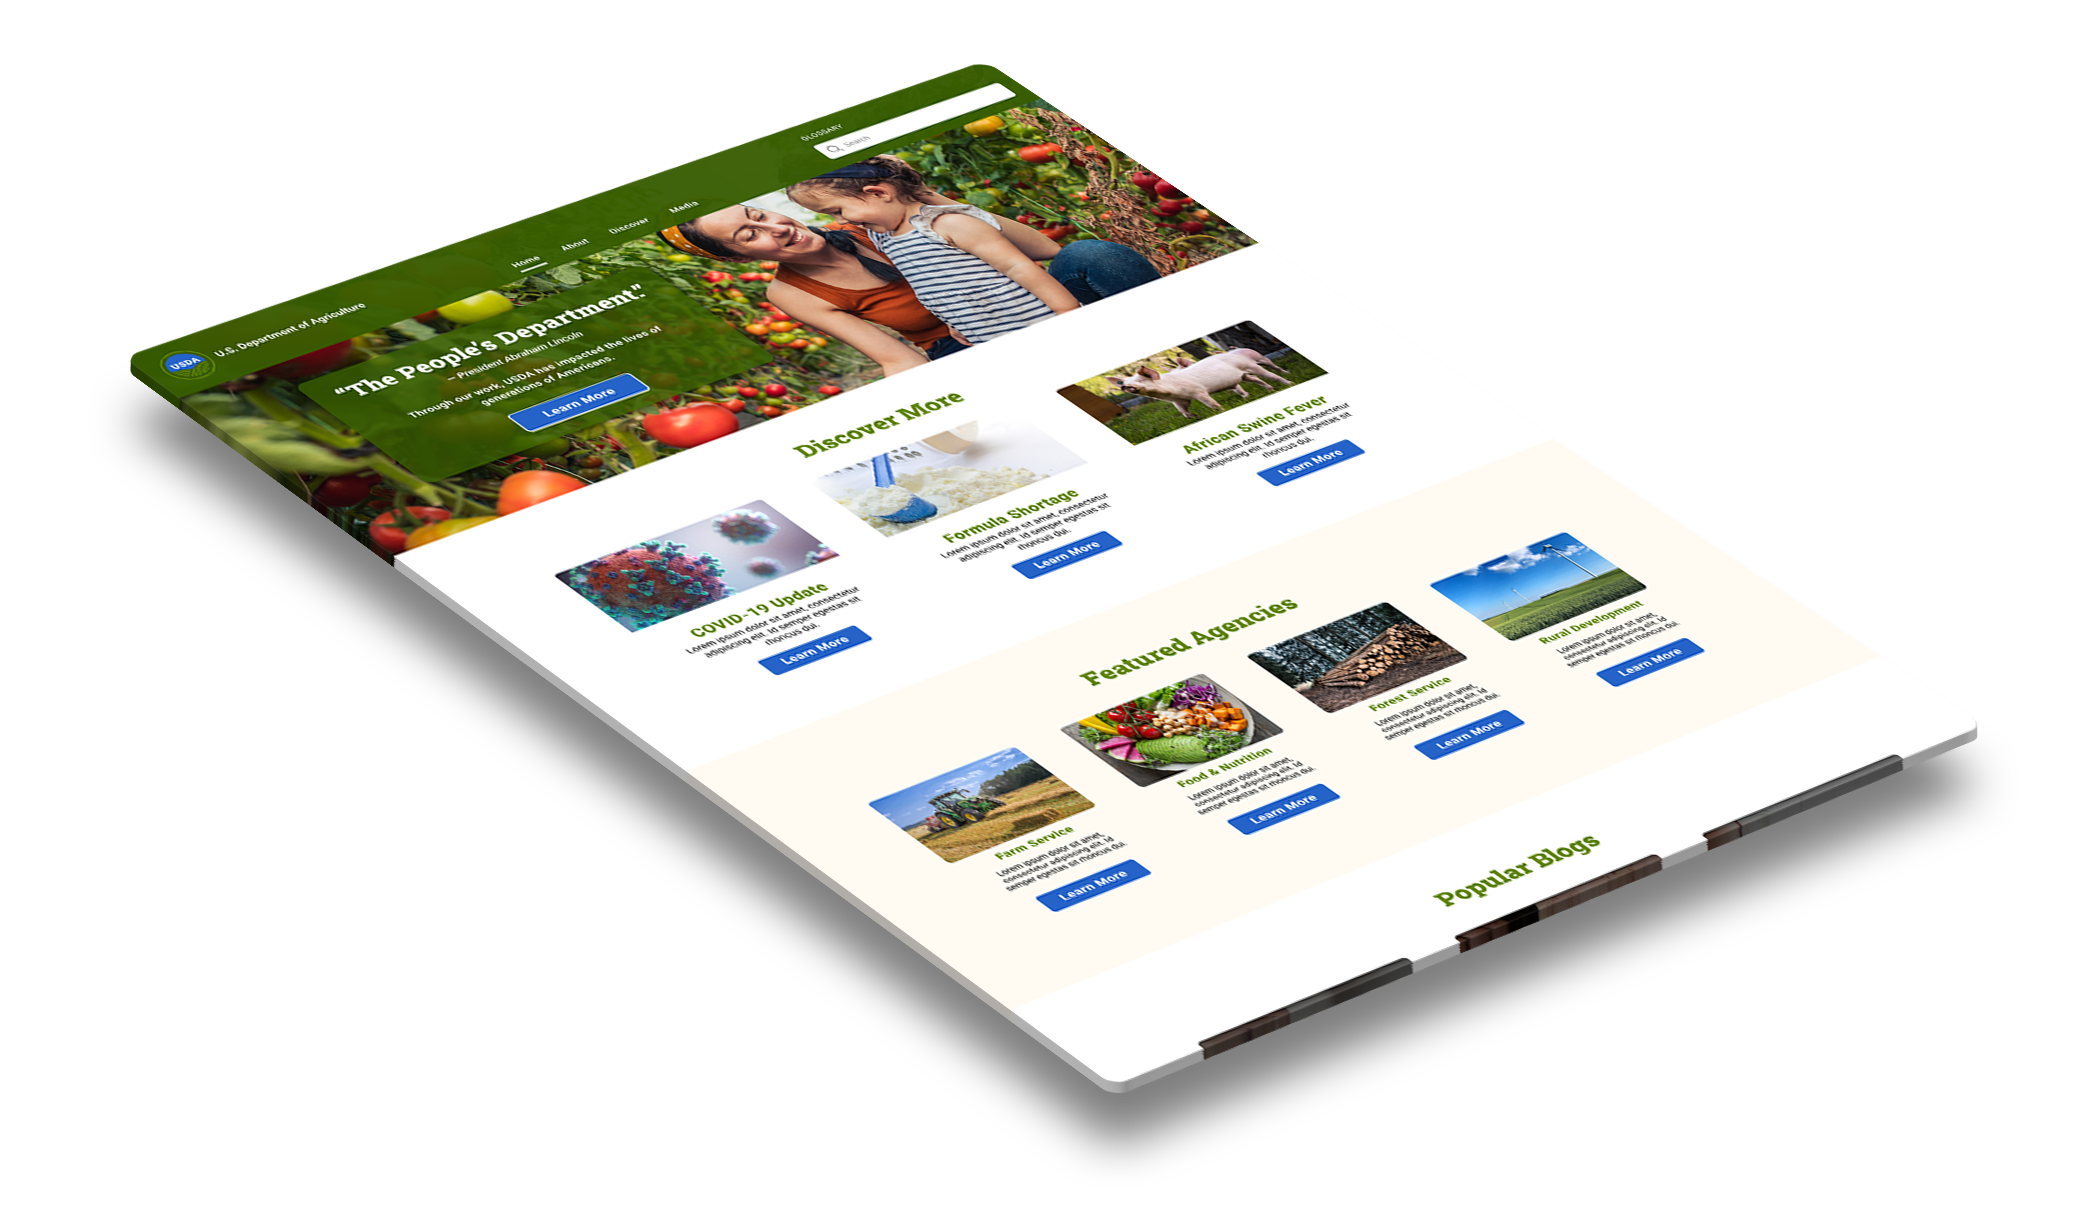 GLOSSARY
Search
USDA
U.S. Department of Agriculture
Home
About
Discover
Media
“The People’s Department.”
– President Abraham Lincoln
Through our work, USDA has impacted the lives of
generations of Americans.
Learn More
Discover More
COVID-19 Update
Lorem ipsum dolor sit amet, consectetur
adipiscing elit. Id semper egestas sit
rhoncus dui.
Learn More
Formula Shortage
Lorem ipsum dolor sit amet, consectetur
adipiscing elit. Id semper egestas sit
rhoncus dui.
Learn More
African Swine Fever
Lorem ipsum dolor sit amet, consectetur
adipiscing elit. Id semper egestas sit
rhoncus dui.
Learn More
Featured Agencies
Farm Service
Lorem ipsum dolor sit amet,
consectetur adipiscing elit. Id
semper egestas sit rhoncus dui.
Learn More
Food & Nutrition
Lorem ipsum dolor sit amet,
consectetur adipiscing elit. Id
semper egestas sit rhoncus dui.
Learn More
Forest Service
Lorem ipsum dolor sit amet,
consectetur adipiscing elit. Id
semper egestas sit rhoncus dui.
Learn More
Rural Development
Lorem ipsum dolor sit amet,
consectetur adipiscing elit. Id
semper egestas sit rhoncus dui.
Learn More
Popular Blogs